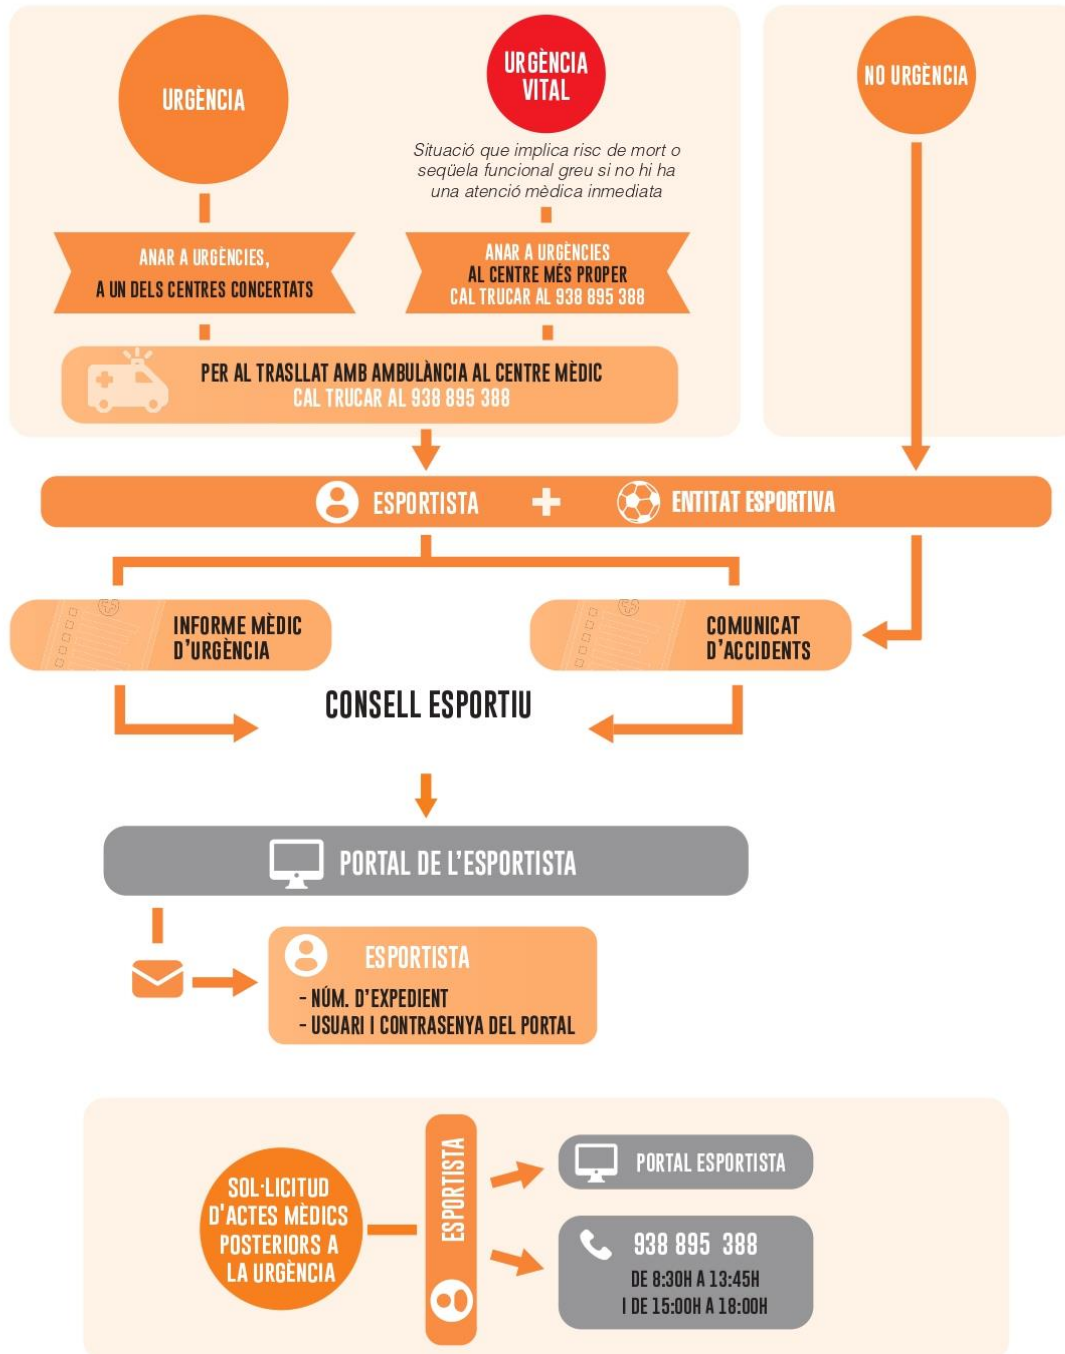 URGÈNCIA
URGÈNCIA
VITAL
NO URGÈNCIA
Situació que implica risc de mort o
seqüela funcional greu si no hi ha
una atenció mèdica inmediata
ANAR A URGÈNCIES,
A UN DELS CENTRES CONCERTATS
ANAR A URGÈNCIES
AL CENTRE MÉS PROPER
CAL TRUCAR AL 938 895 388
PER AL TRASLLAT AMB AMBULÀNCIA AL CENTRE MÈDIC
CAL TRUCAR AL 938 895 388
ESPORTISTA + ENTITAT ESPORTIVA
INFORME MÈDIC
D'URGÈNCIA
COMUNICAT
D'ACCIDENTS
CONSELL ESPORTIU
PORTAL DE L'ESPORTISTA
ESPORTISTA
- NÚM. D'EXPEDIENT
- USUARI I CONTRASENYA DEL PORTAL
SOL·LICITUD
D'ACTES MÈDICS
POSTERIORS A
LA URGÈNCIA
ESPORTISTA
PORTAL ESPORTISTA
938 895 388
DE 8:30H A 13:45H
I DE 15:00H A 18:00H